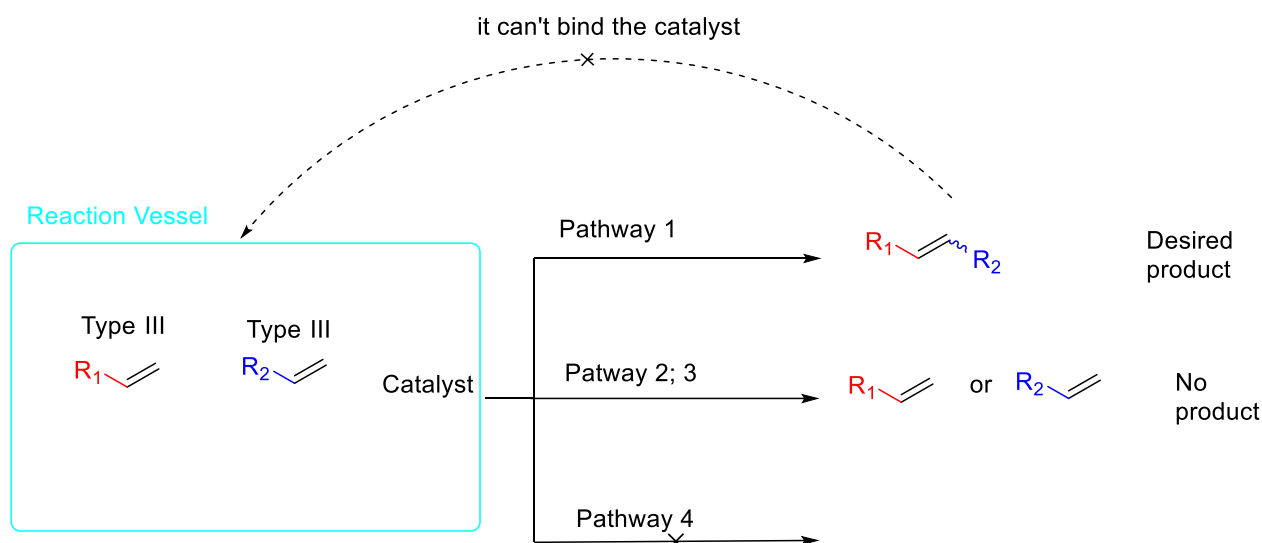 it can't bind the catalyst
Reaction Vessel
Pathway 1
R1
R2
Desired
product
Type III
Type III
R1
R2
Catalyst
Patway 2; 3
R1
or
R2
No
product
Pathway 4